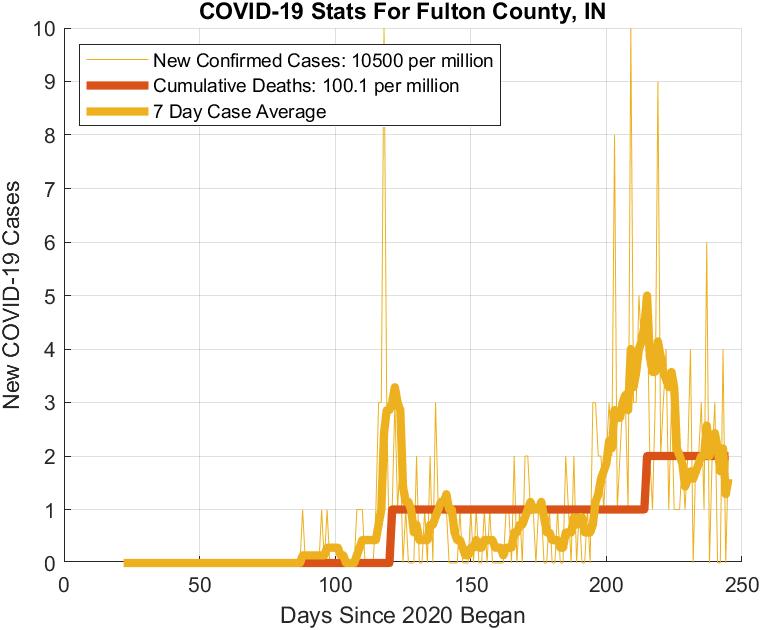 COVID-19 Stats For Fulton County, IN
New Confirmed Cases: 10500 per million
Cumulative Deaths: 100.1 per million
7 Day Case Average
New COVID-19 Cases
10
9
8
7
6
5
4
3
2
1
0
0 50 100 150 200 250
Days Since 2020 Began